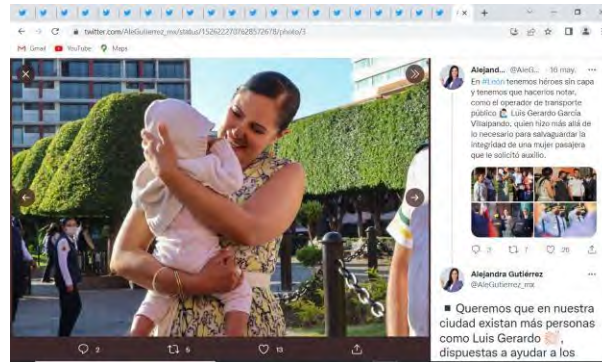 twitter.com/AleGutierrez_mx/status/1526222707628572678/photo/3
Gmail
YouTube
Maps
Alejand... @AleG... · 16 may.
En #León tenemos héroes sin capa
y tenemos que hacerlos notar,
como el operador de transporte
público Luis Gerardo García
Villalpando, quien hizo más allá de
lo necesario para salvaguardar la
integridad de una mujer pasajera
que le solicitó auxilio.
2
7
26
Alejandra Gutiérrez
@AleGutierrez_mx
Queremos que en nuestra
ciudad existan más personas
como Luis Gerardo
dispuestas a ayudar a los
2
6
13